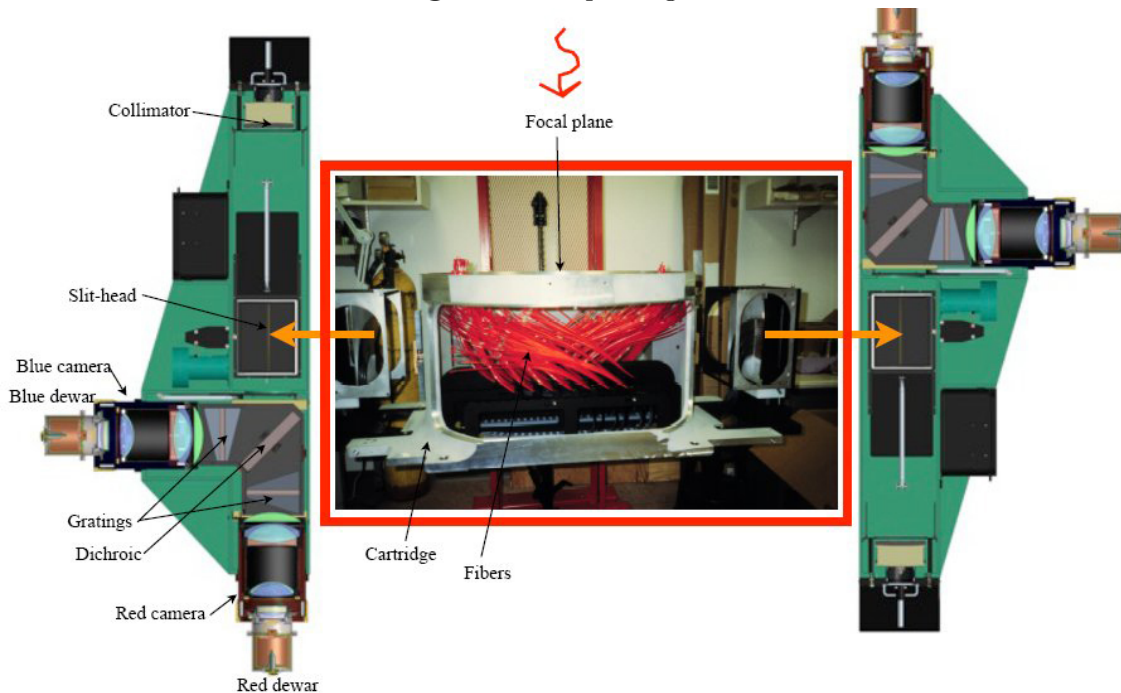 Collimator
Focal plane
Slit-head
Blue camera
Blue dewar
Gratings
Dichroic
Cartridge
Fibers
Red camera
Red dewar